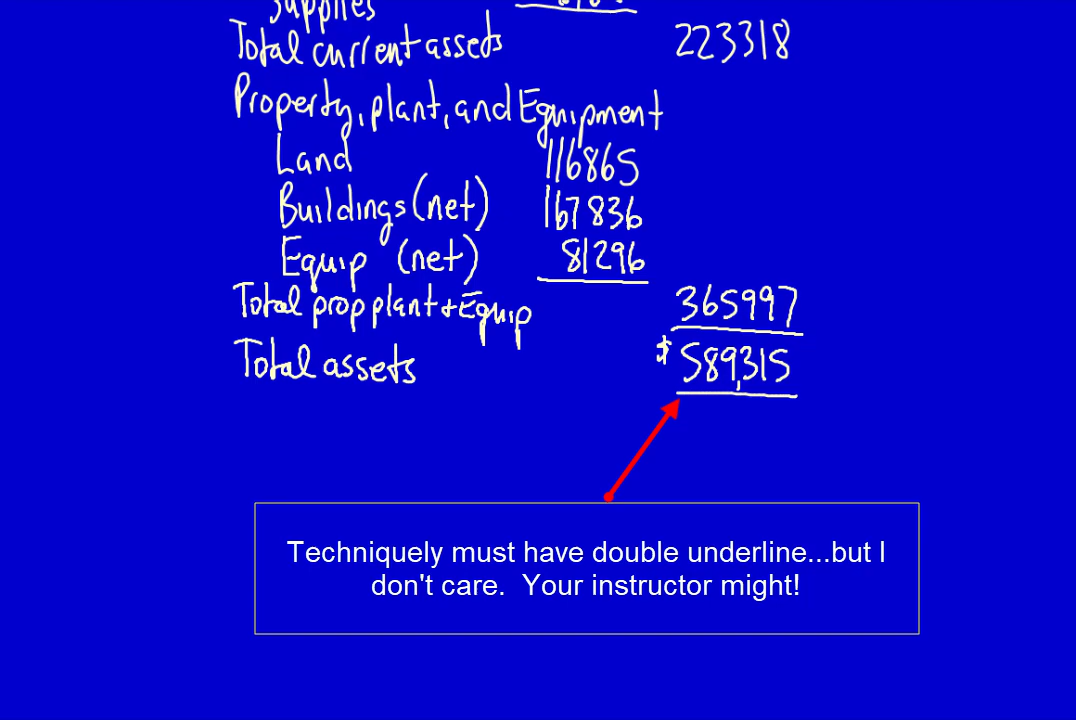 Supplies
Total current assets 223318
Property, plant, and Equipment
Land 116865
Buildings (net) 167836
Equip (net) 81296
Total prop plant + Equip 365997
Total assets $ 589,315
Techniquely must have double underline...but I
don't care. Your instructor might!